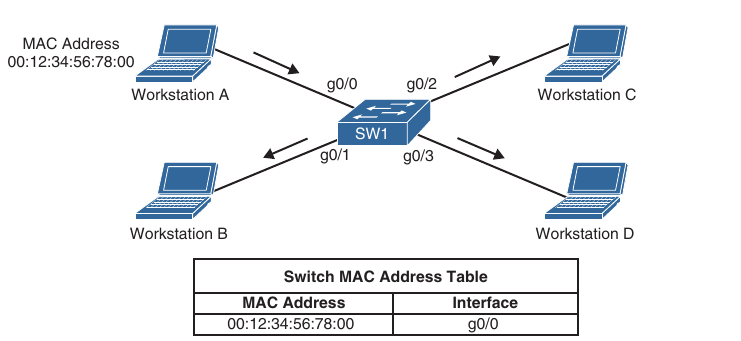 MAC Address
00:12:34:56:78:00
Workstation A
g0/0
g0/2
Workstation C
SW1
g0/1
g0/3
Workstation B
Workstation D
Switch MAC Address Table
MAC Address Interface
00:12:34:56:78:00 g0/0